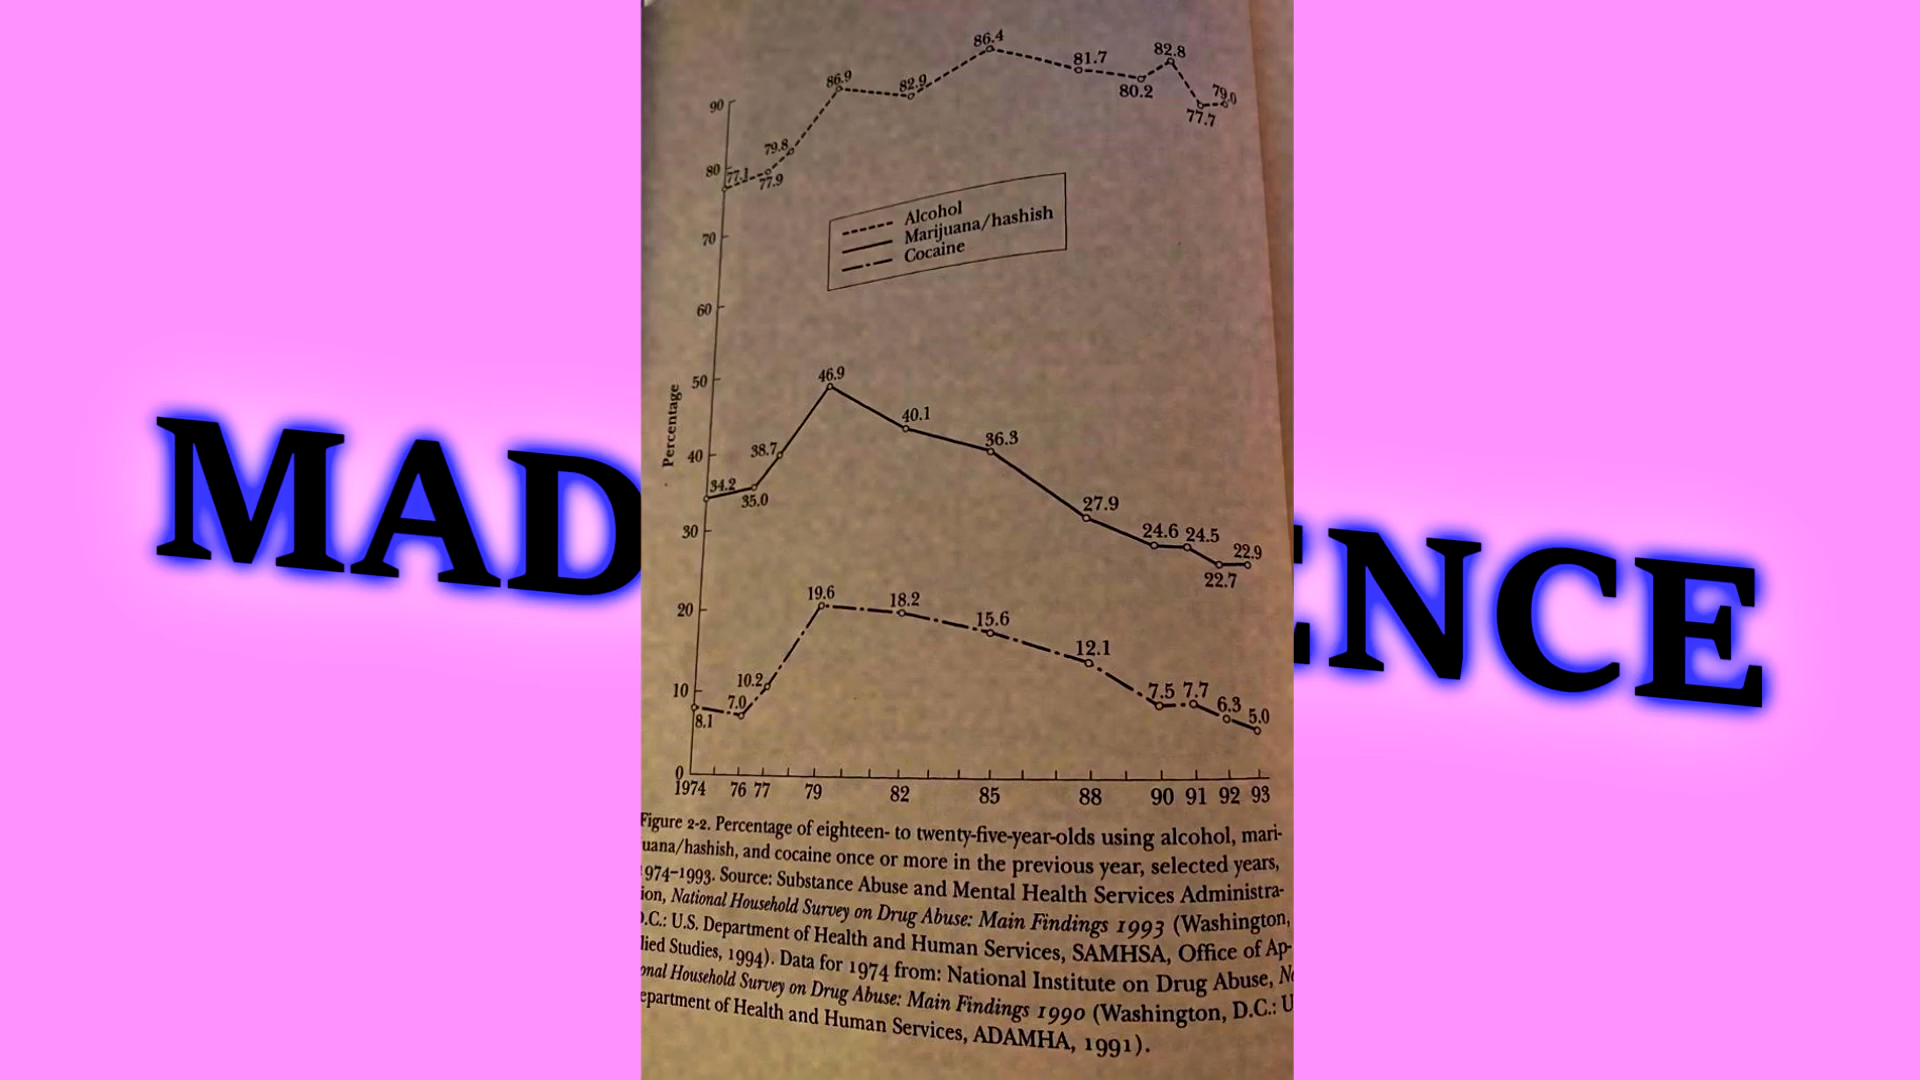 MAD
ENCE
86.4
82.8
86.9
82.9
81.7
80.2
79.0
77.7
90
79.8
80
77.1
77.9
70
60
Alcohol
Marijuana/hashish
Cocaine
50
46.9
40.1
36.3
Percentage
40
38.7
34.2
35.0
30
27.9
24.6 24.5
22.9
22.7
20
19.6
18.2
15.6
12.1
10
10.2
7.0
8.1
7.5 7.7
6.3
5.0
0
1974 76 77 79 82 85 88 90 91 92 93
Figure 2-2. Percentage of eighteen- to twenty-five-year-olds using alcohol, mari-
uana/hashish, and cocaine once or more in the previous year, selected years,
974–1993. Source: Substance Abuse and Mental Health Services Administra-
ion, National Household Survey on Drug Abuse: Main Findings 1993 (Washington,
.C.: U.S. Department of Health and Human Services, SAMHSA, Office of Ap-
lied Studies, 1994). Data for 1974 from: National Institute on Drug Abuse, N
onal Household Survey on Drug Abuse: Main Findings 1990 (Washington, D.C.: U
epartment of Health and Human Services, ADAMHA, 1991).